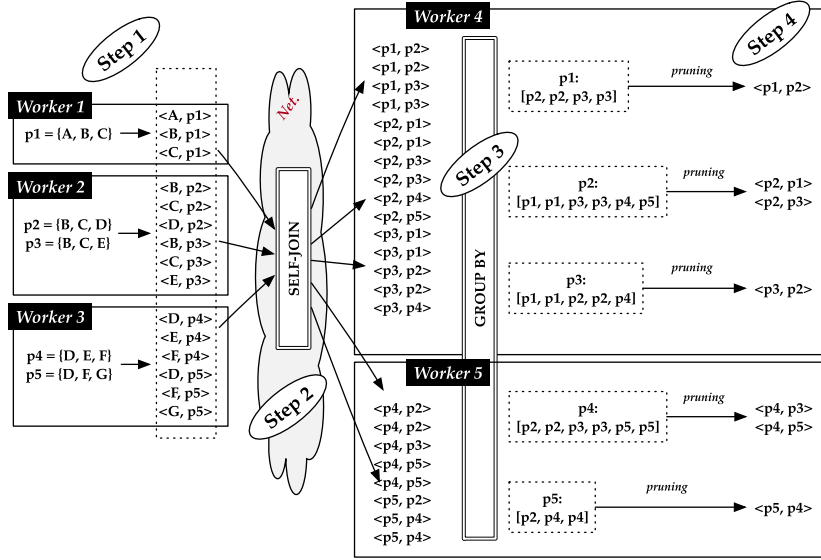 Step 1
Worker 1
p1 = {A, B, C}
<A, p1>
<B, p1>
<C, p1>
Worker 2
p2 = {B, C, D}
p3 = {B, C, E}
<B, p2>
<C, p2>
<D, p2>
<B, p3>
<C, p3>
<E, p3>
Worker 3
p4 = {D, E, F}
p5 = {D, F, G}
<D, p4>
<E, p4>
<F, p4>
<D, p5>
<F, p5>
<G, p5>
Net.
SELF-JOIN
Step 2
Worker 4
<p1, p2>
<p1, p2>
<p1, p3>
<p1, p3>
<p2, p1>
<p2, p1>
<p2, p3>
<p2, p3>
<p2, p4>
<p2, p5>
<p3, p1>
<p3, p1>
<p3, p2>
<p3, p2>
<p3, p4>
Step 3
GROUP BY
p1:
[p2, p2, p3, p3]
pruning
<p1, p2>
p2:
[p1, p1, p3, p3, p4, p5]
pruning
<p2, p1>
<p2, p3>
p3:
[p1, p1, p2, p2, p4]
pruning
<p3, p2>
Step 4
Worker 5
<p4, p2>
<p4, p2>
<p4, p3>
<p4, p5>
<p4, p5>
<p5, p2>
<p5, p4>
<p5, p4>
p4:
[p2, p2, p3, p3, p5, p5]
pruning
<p4, p3>
<p4, p5>
p5:
[p2, p4, p4]
pruning
<p5, p4>